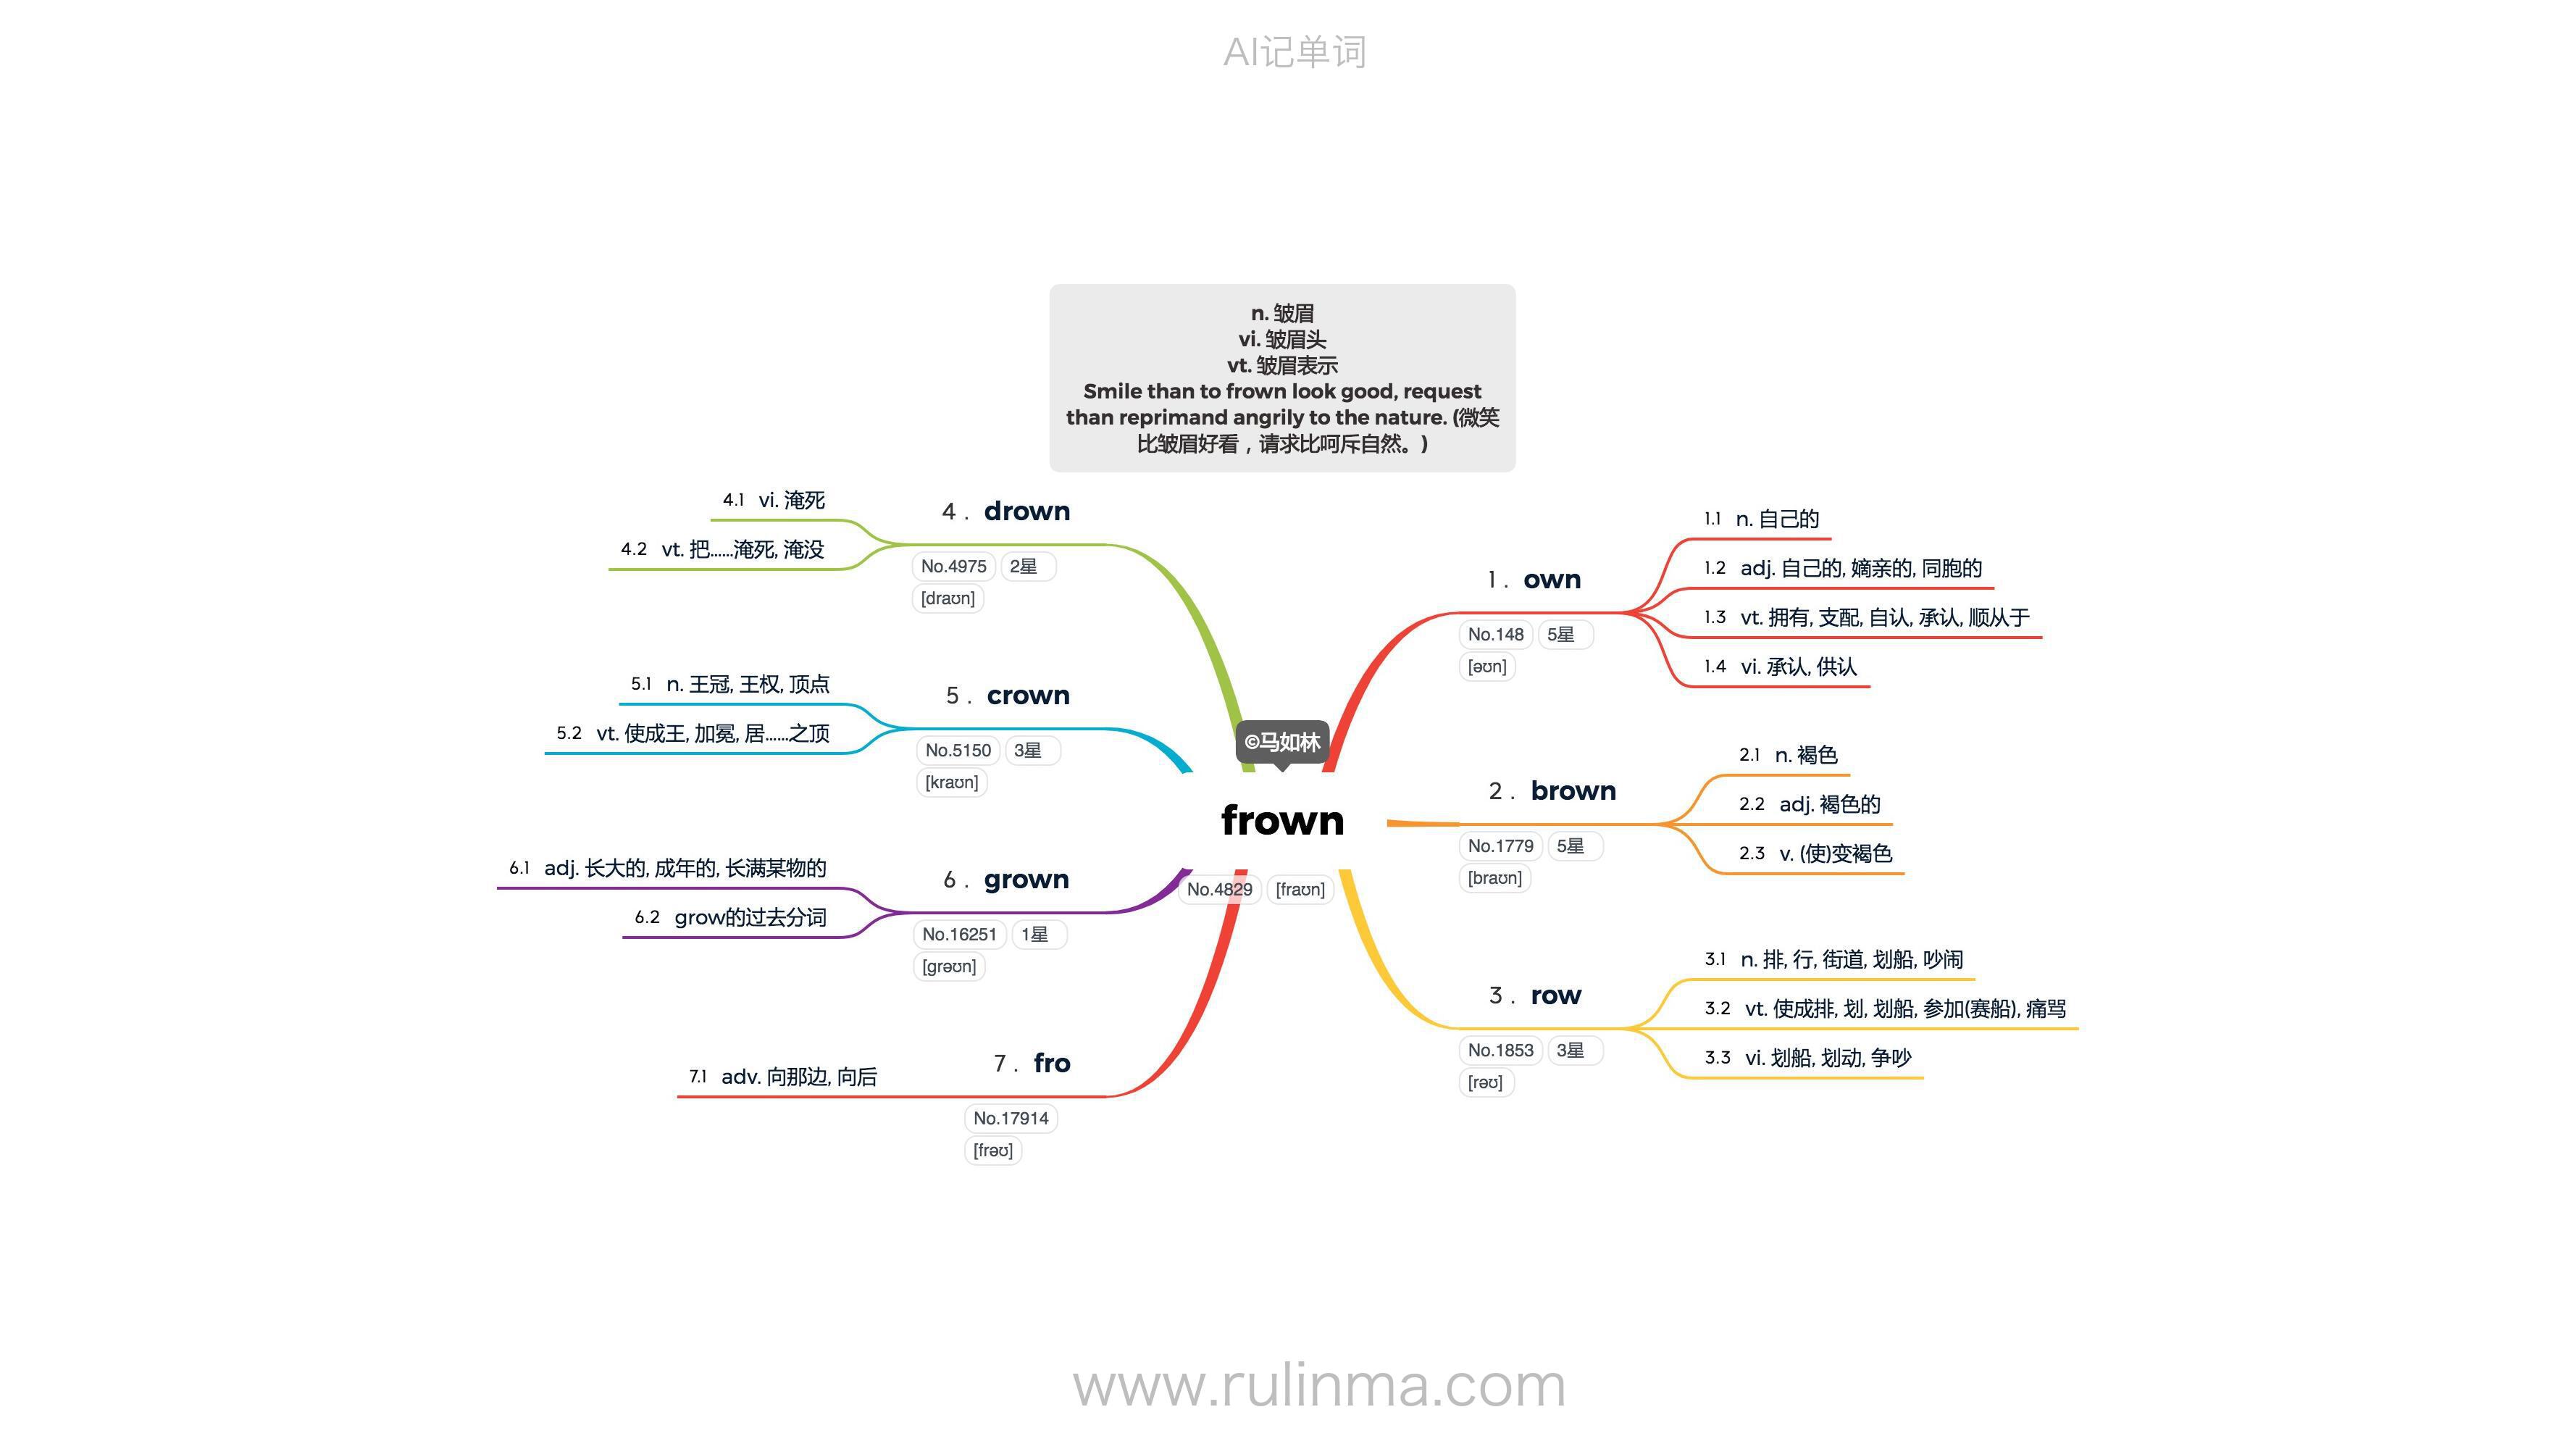 AI记单词
n. 皱眉
vi. 皱眉头
vt. 皱眉表示
Smile than to frown look good, request
than reprimand angrily to the nature. (微笑
比皱眉好看，请求比呵斥自然。)
©马如林
frown
No.4829 [fraʊn]
1 . own
No.148 5星
[əʊn]
1.1 n. 自己的
1.2 adj. 自己的, 嫡亲的, 同胞的
1.3 vt. 拥有, 支配, 自认, 承认, 顺从于
1.4 vi. 承认, 供认
2 . brown
No.1779 5星
[braʊn]
2.1 n. 褐色
2.2 adj. 褐色的
2.3 v. (使)变褐色
3 . row
No.1853 3星
[rəʊ]
3.1 n. 排, 行, 街道, 划船, 吵闹
3.2 vt. 使成排, 划, 划船, 参加(赛船), 痛骂
3.3 vi. 划船, 划动, 争吵
4 . drown
No.4975 2星
[draʊn]
4.1 vi. 淹死
4.2 vt. 把……淹死, 淹没
5 . crown
No.5150 3星
[kraʊn]
5.1 n. 王冠, 王权, 顶点
5.2 vt. 使成王, 加冕, 居……之顶
6 . grown
No.16251 1星
[grəʊn]
6.1 adj. 长大的, 成年的, 长满某物的
6.2 grow的过去分词
7 . fro
No.17914
[frəʊ]
7.1 adv. 向那边, 向后
www.rulinma.com